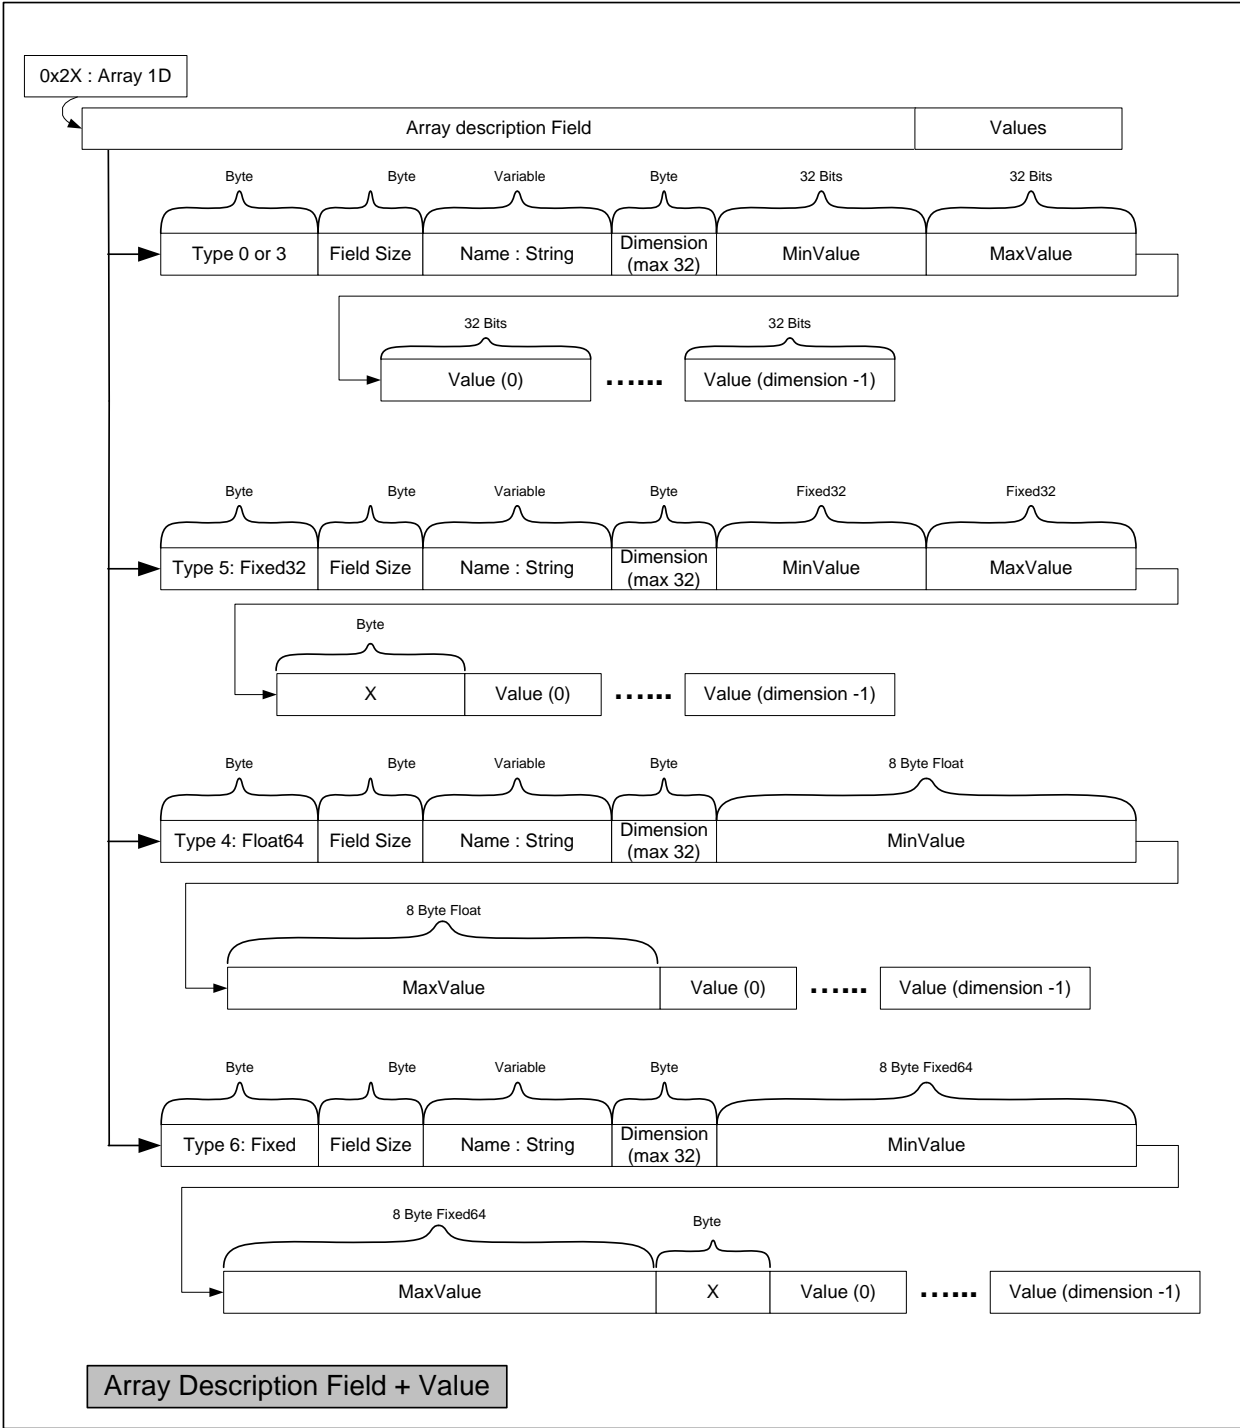 0x2X : Array 1D
Array description Field Values
Byte Byte Variable Byte 32 Bits 32 Bits
Type 0 or 3 Field Size Name : String Dimension (max 32) MinValue MaxValue
32 Bits 32 Bits
Value (0) ...... Value (dimension -1)
Byte Byte Variable Byte Fixed32 Fixed32
Type 5: Fixed32 Field Size Name : String Dimension (max 32) MinValue MaxValue
Byte
X Value (0) ...... Value (dimension -1)
Byte Byte Variable Byte 8 Byte Float
Type 4: Float64 Field Size Name : String Dimension (max 32) MinValue
8 Byte Float
MaxValue Value (0) ...... Value (dimension -1)
Byte Byte Variable Byte 8 Byte Fixed64
Type 6: Fixed Field Size Name : String Dimension (max 32) MinValue
8 Byte Fixed64 Byte
MaxValue X Value (0) ...... Value (dimension -1)
Array Description Field + Value